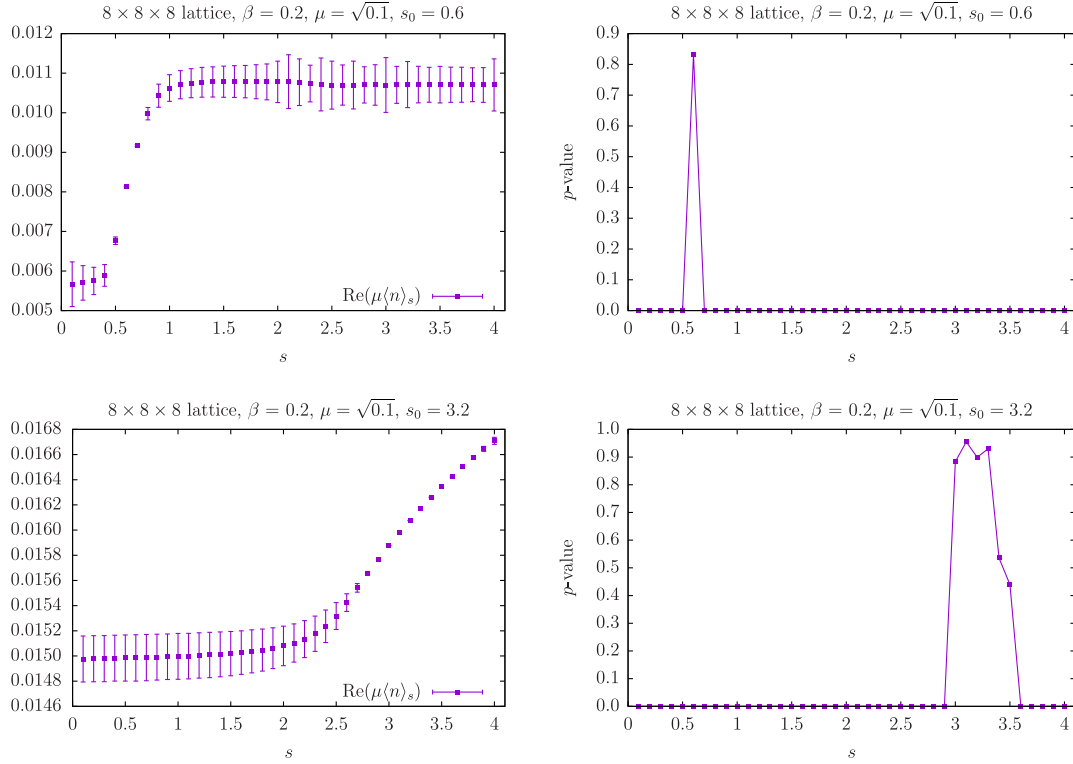 8 × 8 × 8 lattice, β = 0.2, μ = √0.1, s₀ = 0.6
0.012
0.011
0.010
0.009
0.008
0.007
0.006
0.005
Re(μ⟨n⟩ₛ)
0 0.5 1 1.5 2 2.5 3 3.5 4
s
8 × 8 × 8 lattice, β = 0.2, μ = √0.1, s₀ = 0.6
p-value
0.9
0.8
0.7
0.6
0.5
0.4
0.3
0.2
0.1
0.0
0 0.5 1 1.5 2 2.5 3 3.5 4
s
8 × 8 × 8 lattice, β = 0.2, μ = √0.1, s₀ = 3.2
0.0168
0.0166
0.0164
0.0162
0.0160
0.0158
0.0156
0.0154
0.0152
0.0150
0.0148
0.0146
Re(μ⟨n⟩ₛ)
0 0.5 1 1.5 2 2.5 3 3.5 4
s
8 × 8 × 8 lattice, β = 0.2, μ = √0.1, s₀ = 3.2
p-value
1.0
0.9
0.8
0.7
0.6
0.5
0.4
0.3
0.2
0.1
0.0
0 0.5 1 1.5 2 2.5 3 3.5 4
s